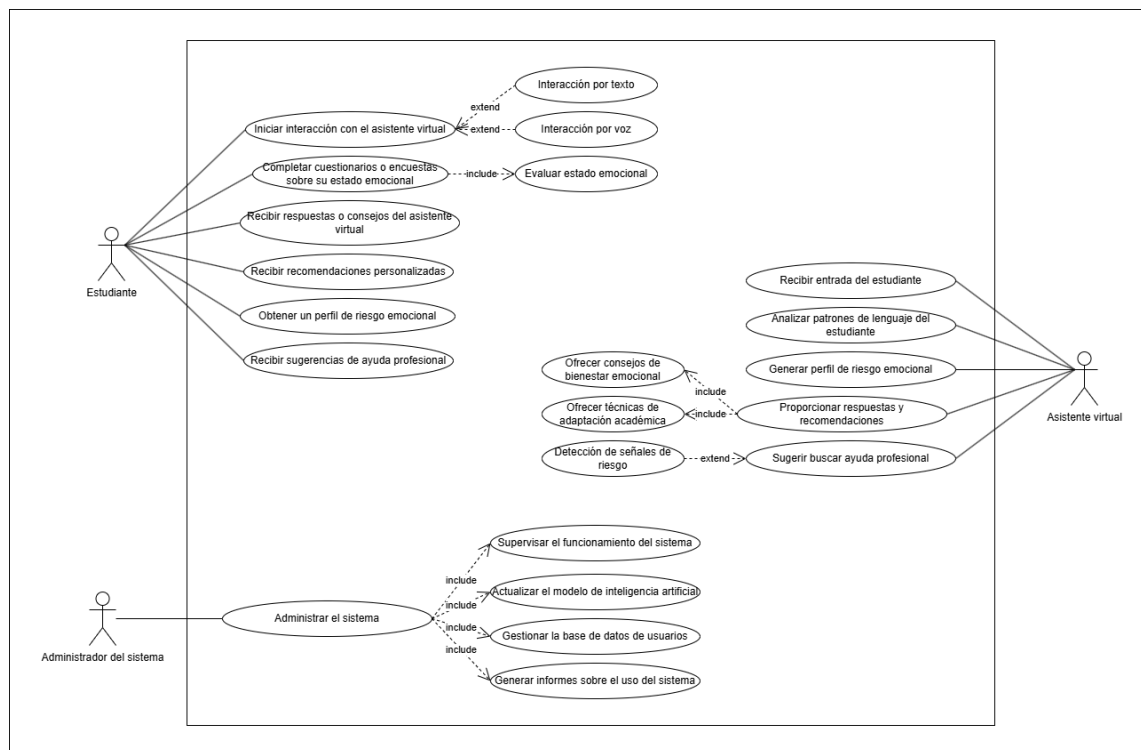 Interacción por texto
extend
Iniciar interacción con el asistente virtual
extend
Interacción por voz
Completar cuestionarios o encuestas
sobre su estado emocional
include
Evaluar estado emocional
Recibir respuestas o consejos del asistente
virtual
Estudiante
Recibir recomendaciones personalizadas
Obtener un perfil de riesgo emocional
Recibir sugerencias de ayuda profesional
Recibir entrada del estudiante
Analizar patrones de lenguaje del
estudiante
Generar perfil de riesgo emocional
Asistente virtual
Ofrecer consejos de
bienestar emocional
include
Ofrecer técnicas de
adaptación académica
include
Proporcionar respuestas y
recomendaciones
Detección de señales de
riesgo
extend
Sugerir buscar ayuda profesional
Supervisar el funcionamiento del sistema
include
Actualizar el modelo de inteligencia artificial
include
Administrador del sistema
Administrar el sistema
include
Gestionar la base de datos de usuarios
include
Generar informes sobre el uso del sistema